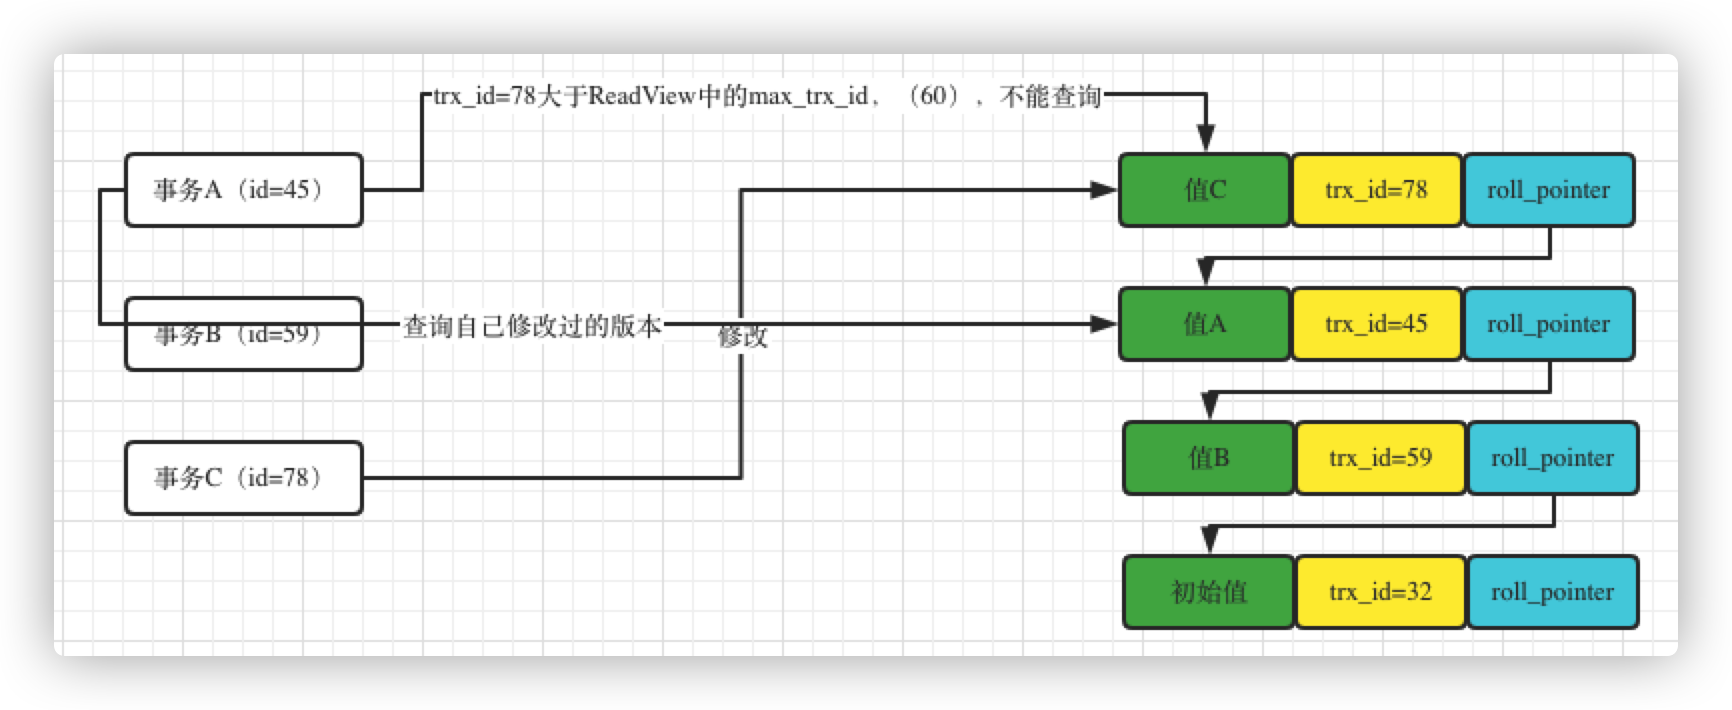 trx_id=78大于ReadView中的max_trx_id，（60），不能查询
事务A（id=45）
值C trx_id=78 roll_pointer
事务B（id=59）
查询自己修改过的版本
修改
值A trx_id=45 roll_pointer
事务C（id=78）
值B trx_id=59 roll_pointer
初始值 trx_id=32 roll_pointer